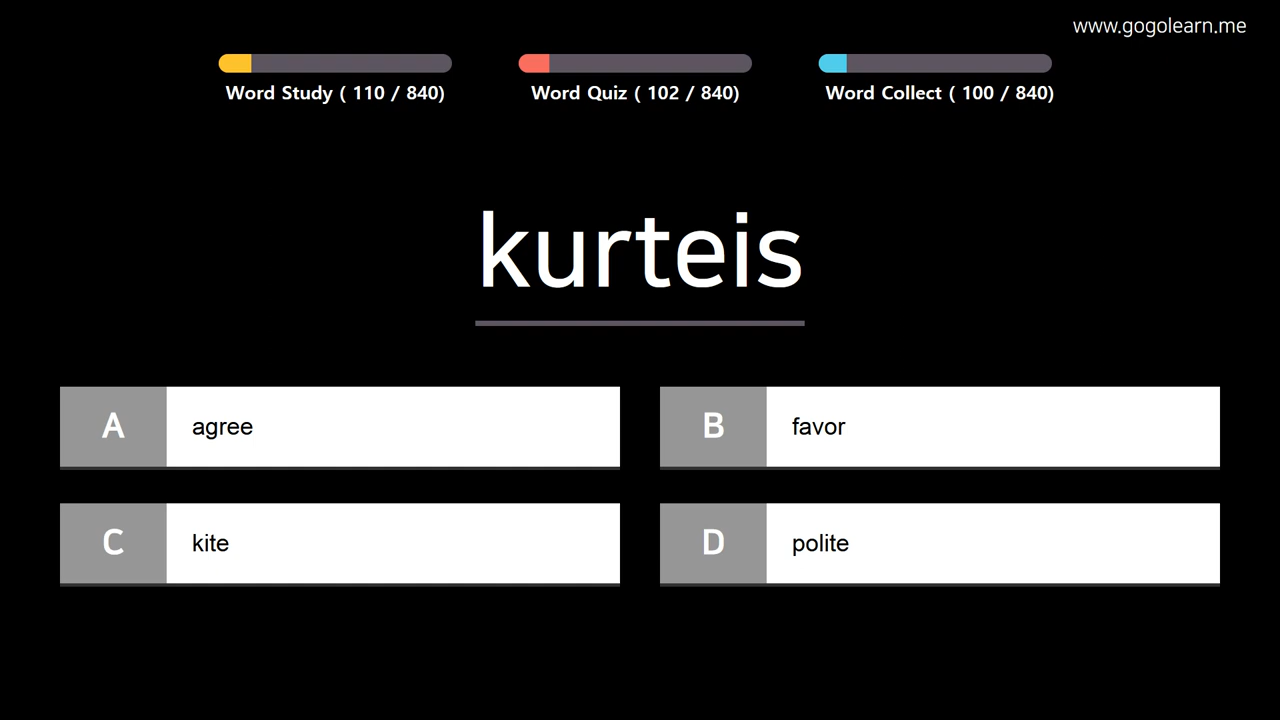 www.gogolearn.me
Word Study ( 110 / 840)
Word Quiz ( 102 / 840)
Word Collect ( 100 / 840)
kurteis
A agree
B favor
C kite
D polite